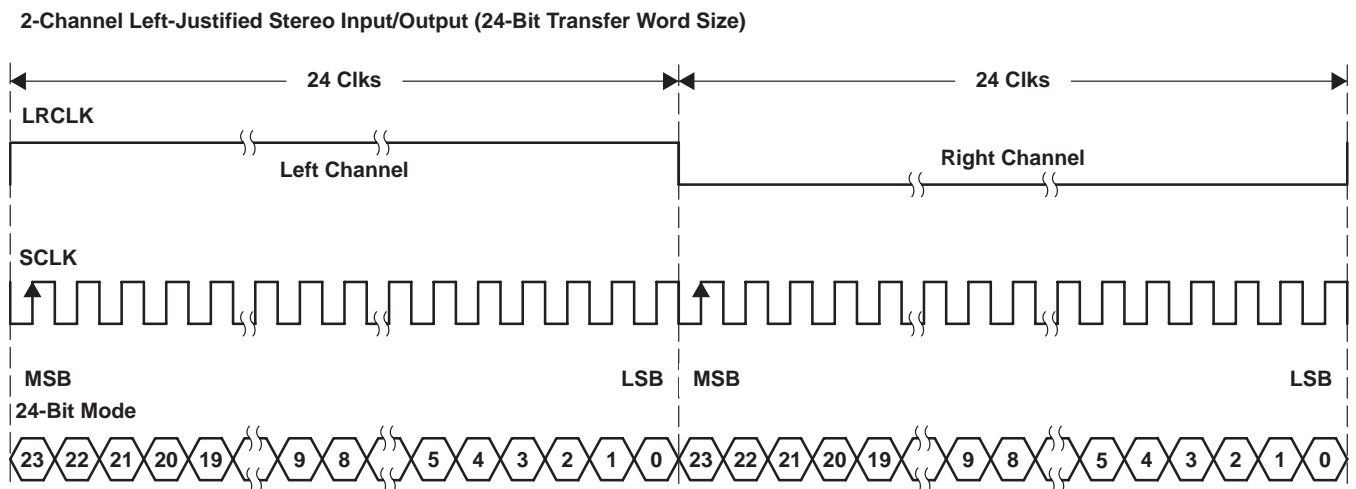 2-Channel Left-Justified Stereo Input/Output (24-Bit Transfer Word Size)
24 Clks 24 Clks
LRCLK
Left Channel Right Channel
SCLK
MSB LSB MSB LSB
24-Bit Mode
23 22 21 20 19 9 8 5 4 3 2 1 0 23 22 21 20 19 9 8 5 4 3 2 1 0